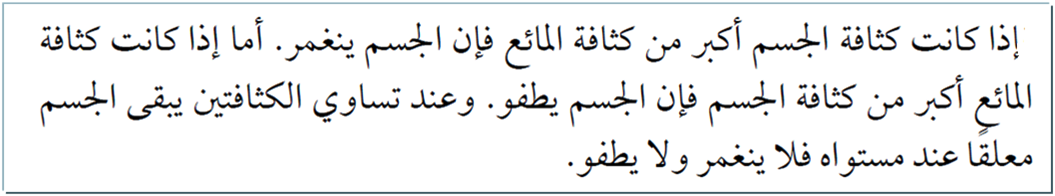 إذا كانت كثافة الجسم أكبر من كثافة المائع فإن الجسم ينغمر. أما إذا كانت كثافة
المائع أكبر من كثافة الجسم فإن الجسم يطفو. وعند تساوي الكثافتين يبقى الجسم
معلقًا عند مستواه فلا ينغمر ولا يطفو.